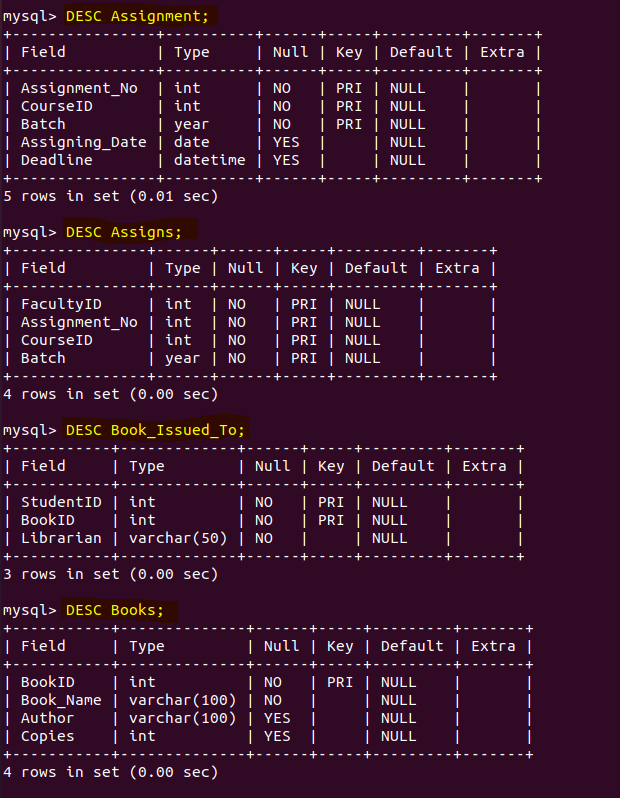 mysql> DESC Assignment;
+----------------+----------+------+-----+---------+-------+
| Field          | Type     | Null | Key | Default | Extra |
+----------------+----------+------+-----+---------+-------+
| Assignment_No  | int      | NO   | PRI | NULL    |       |
| CourseID       | int      | NO   | PRI | NULL    |       |
| Batch          | year     | NO   | PRI | NULL    |       |
| Assigning_Date | date     | YES  |     | NULL    |       |
| Deadline       | datetime | YES  |     | NULL    |       |
+----------------+----------+------+-----+---------+-------+
5 rows in set (0.01 sec)
mysql> DESC Assigns;
+---------------+------+------+-----+---------+-------+
| Field         | Type | Null | Key | Default | Extra |
+---------------+------+------+-----+---------+-------+
| FacultyID     | int  | NO   | PRI | NULL    |       |
| Assignment_No | int  | NO   | PRI | NULL    |       |
| CourseID      | int  | NO   | PRI | NULL    |       |
| Batch         | year | NO   | PRI | NULL    |       |
+---------------+------+------+-----+---------+-------+
4 rows in set (0.00 sec)
mysql> DESC Book_Issued_To;
+-----------+-------------+------+-----+---------+-------+
| Field     | Type        | Null | Key | Default | Extra |
+-----------+-------------+------+-----+---------+-------+
| StudentID | int         | NO   | PRI | NULL    |       |
| BookID    | int         | NO   | PRI | NULL    |       |
| Librarian | varchar(50) | NO   |     | NULL    |       |
+-----------+-------------+------+-----+---------+-------+
3 rows in set (0.00 sec)
mysql> DESC Books;
+-----------+--------------+------+-----+---------+-------+
| Field     | Type         | Null | Key | Default | Extra |
+-----------+--------------+------+-----+---------+-------+
| BookID    | int          | NO   | PRI | NULL    |       |
| Book_Name | varchar(100) | NO   |     | NULL    |       |
| Author    | varchar(100) | YES  |     | NULL    |       |
| Copies    | int          | YES  |     | NULL    |       |
+-----------+--------------+------+-----+---------+-------+
4 rows in set (0.00 sec)